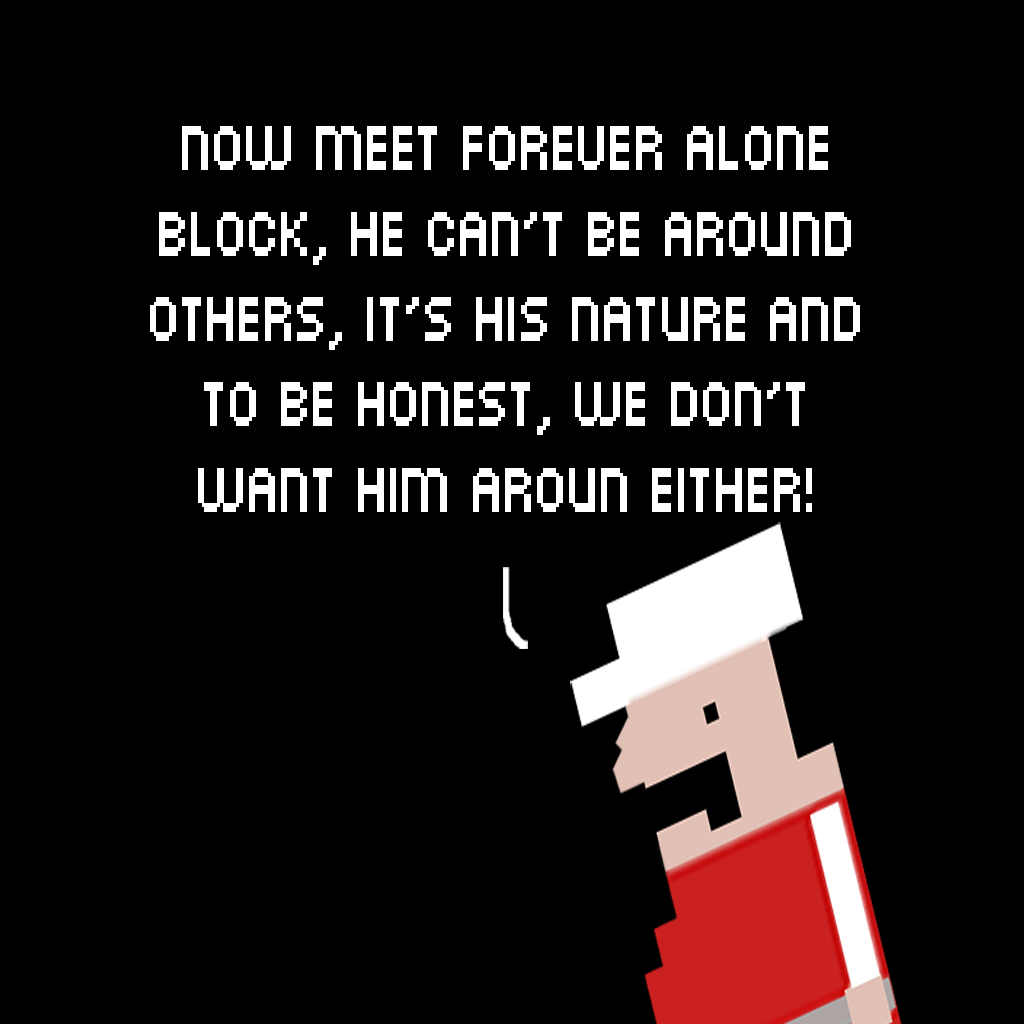 NOW MEET FOREVER ALONE
BLOCK, HE CAN'T BE AROUND
OTHERS, IT'S HIS NATURE AND
TO BE HONEST, WE DON'T
WANT HIM AROUN EITHER!